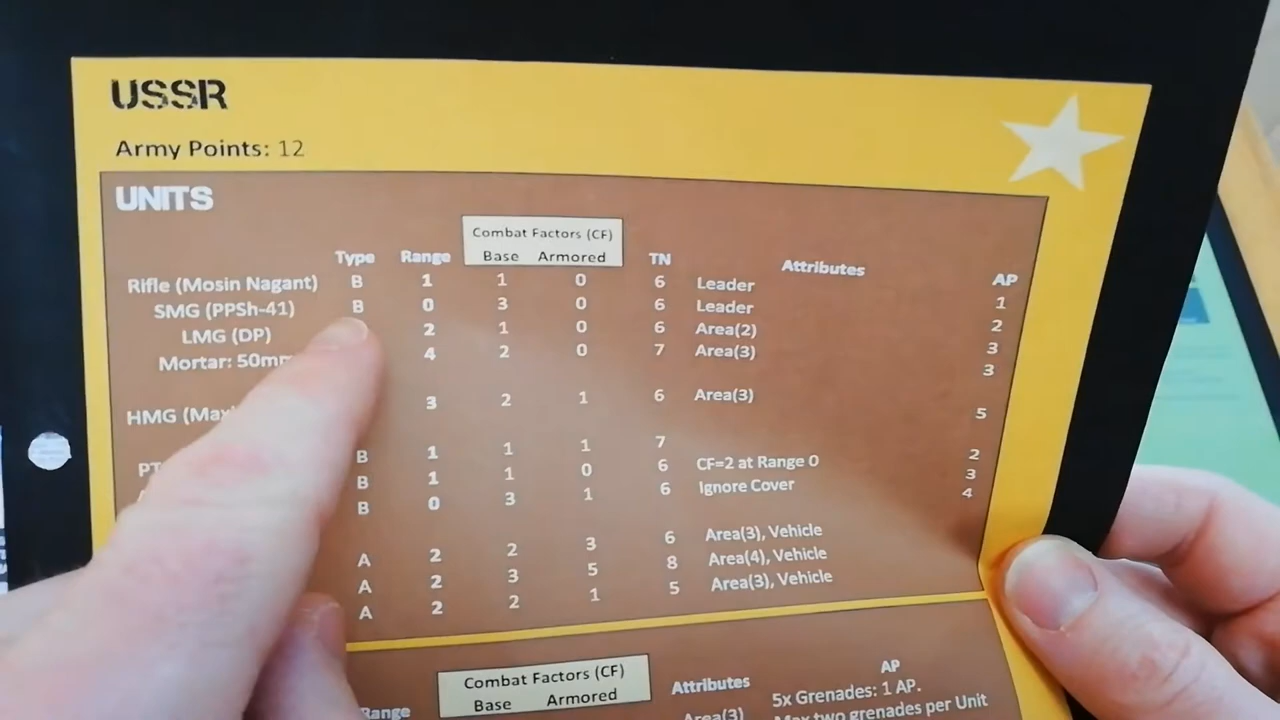 USSR
Army Points: 12
UNITS
Combat Factors (CF)
Type Range Base Armored TN Attributes AP
Rifle (Mosin Nagant) B 1 1 0 6 Leader 1
SMG (PPSh-41) B 0 3 0 6 Leader 2
LMG (DP) 2 1 0 6 Area(2) 3
Mortar: 50mm 4 2 0 7 Area(3) 3
HMG 3 2 1 6 Area(3) 5
B 1 1 1 7 2
B 1 1 0 6 CF=2 at Range 0 3
B 0 3 1 6 Ignore Cover 4
A 2 2 3 6 Area(3), Vehicle
A 2 3 5 8 Area(4), Vehicle
A 2 2 1 5 Area(3), Vehicle
Combat Factors (CF)
Range Base Armored Attributes AP
5x Grenades: 1 AP.
Area(3) Max two grenades per Unit